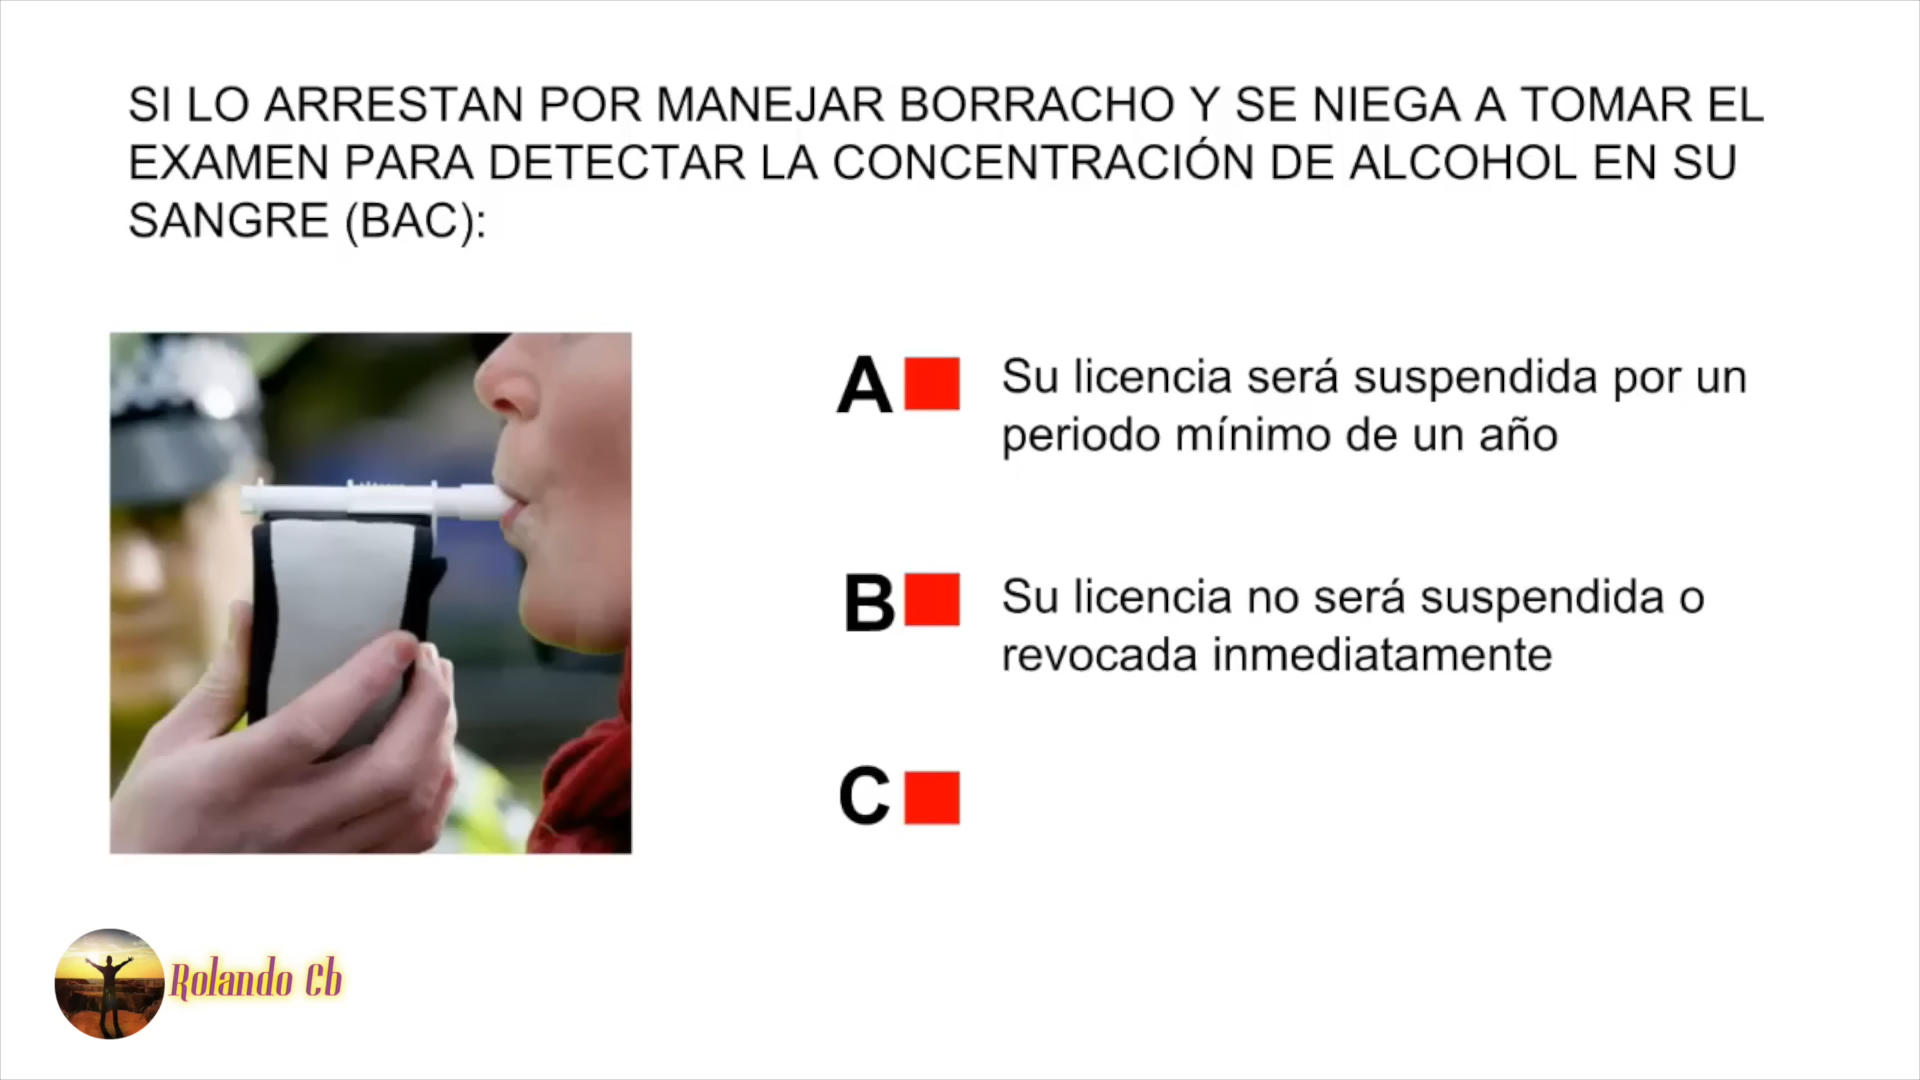 SI LO ARRESTAN POR MANEJAR BORRACHO Y SE NIEGA A TOMAR EL
EXAMEN PARA DETECTAR LA CONCENTRACIÓN DE ALCOHOL EN SU
SANGRE (BAC):
A Su licencia será suspendida por un
periodo mínimo de un año
B Su licencia no será suspendida o
revocada inmediatamente
C
Rolando Cb